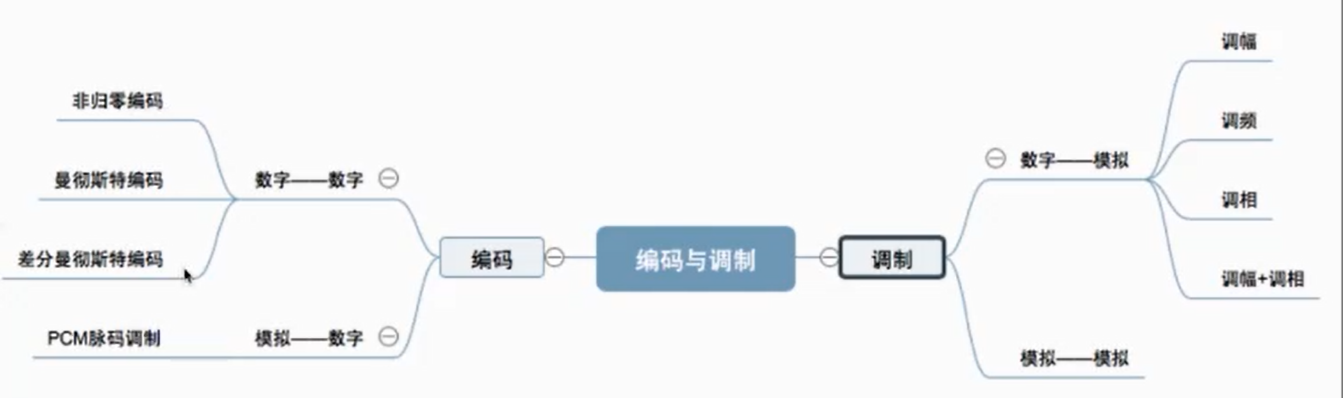 编码与调制
编码
数字——数字
非归零编码
曼彻斯特编码
差分曼彻斯特编码
模拟——数字
PCM脉码调制
调制
数字——模拟
调幅
调频
调相
调幅+调相
模拟——模拟